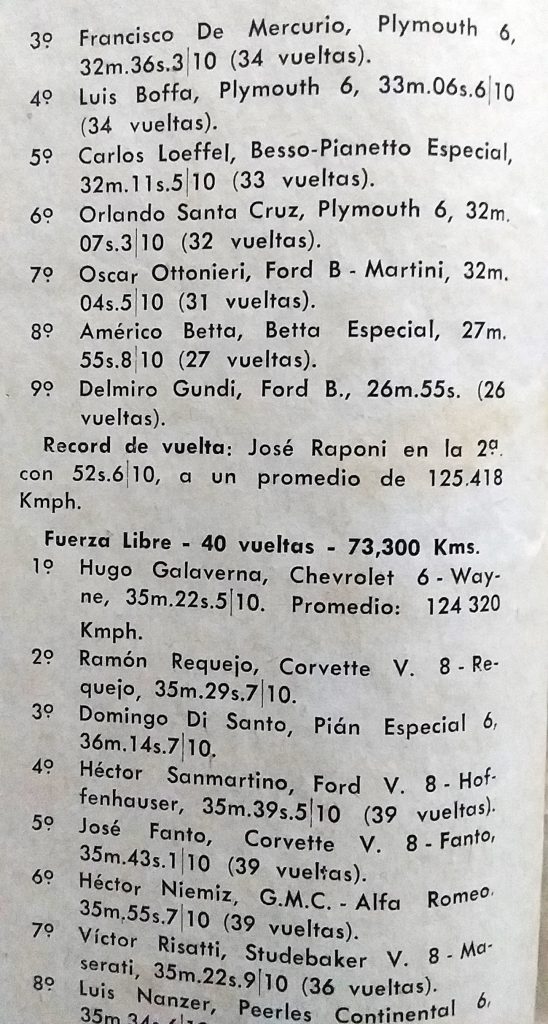 3º Francisco De Mercurio, Plymouth 6,
32m.36s.3|10 (34 vueltas).
4º Luis Boffa, Plymouth 6, 33m.06s.6|10
(34 vueltas).
5º Carlos Loeffel, Besso-Pianetto Especial,
32m.11s.5|10 (33 vueltas).
6º Orlando Santa Cruz, Plymouth 6, 32m.
07s.3|10 (32 vueltas).
7º Oscar Ottonieri, Ford B - Martini, 32m.
04s.5|10 (31 vueltas).
8º Américo Betta, Betta Especial, 27m.
55s.8|10 (27 vueltas).
9º Delmiro Gundi, Ford B., 26m.55s. (26
vueltas).
Record de vuelta: José Raponi en la 2ª.
con 52s.6|10, a un promedio de 125.418
Kmph.
Fuerza Libre - 40 vueltas - 73,300 Kms.
1º Hugo Galaverna, Chevrolet 6 - Way-
ne, 35m.22s.5|10. Promedio: 124 320
Kmph.
2º Ramón Requejo, Corvette V. 8 - Re-
quejo, 35m.29s.7|10.
3º Domingo Di Santo, Pián Especial 6,
36m.14s.7|10.
4º Héctor Sanmartino, Ford V. 8 - Hof-
fenhauser, 35m.39s.5|10 (39 vueltas).
5º José Fanto, Corvette V. 8 - Fanto,
35m.43s.1|10 (39 vueltas).
6º Héctor Niemiz, G.M.C. - Alfa Romeo.
35m.55s.7|10 (39 vueltas).
7º Víctor Risatti, Studebaker V. 8 - Ma-
serati, 35m.22s.9|10 (36 vueltas).
8º Luis Nanzer, Peerles Continental 6,